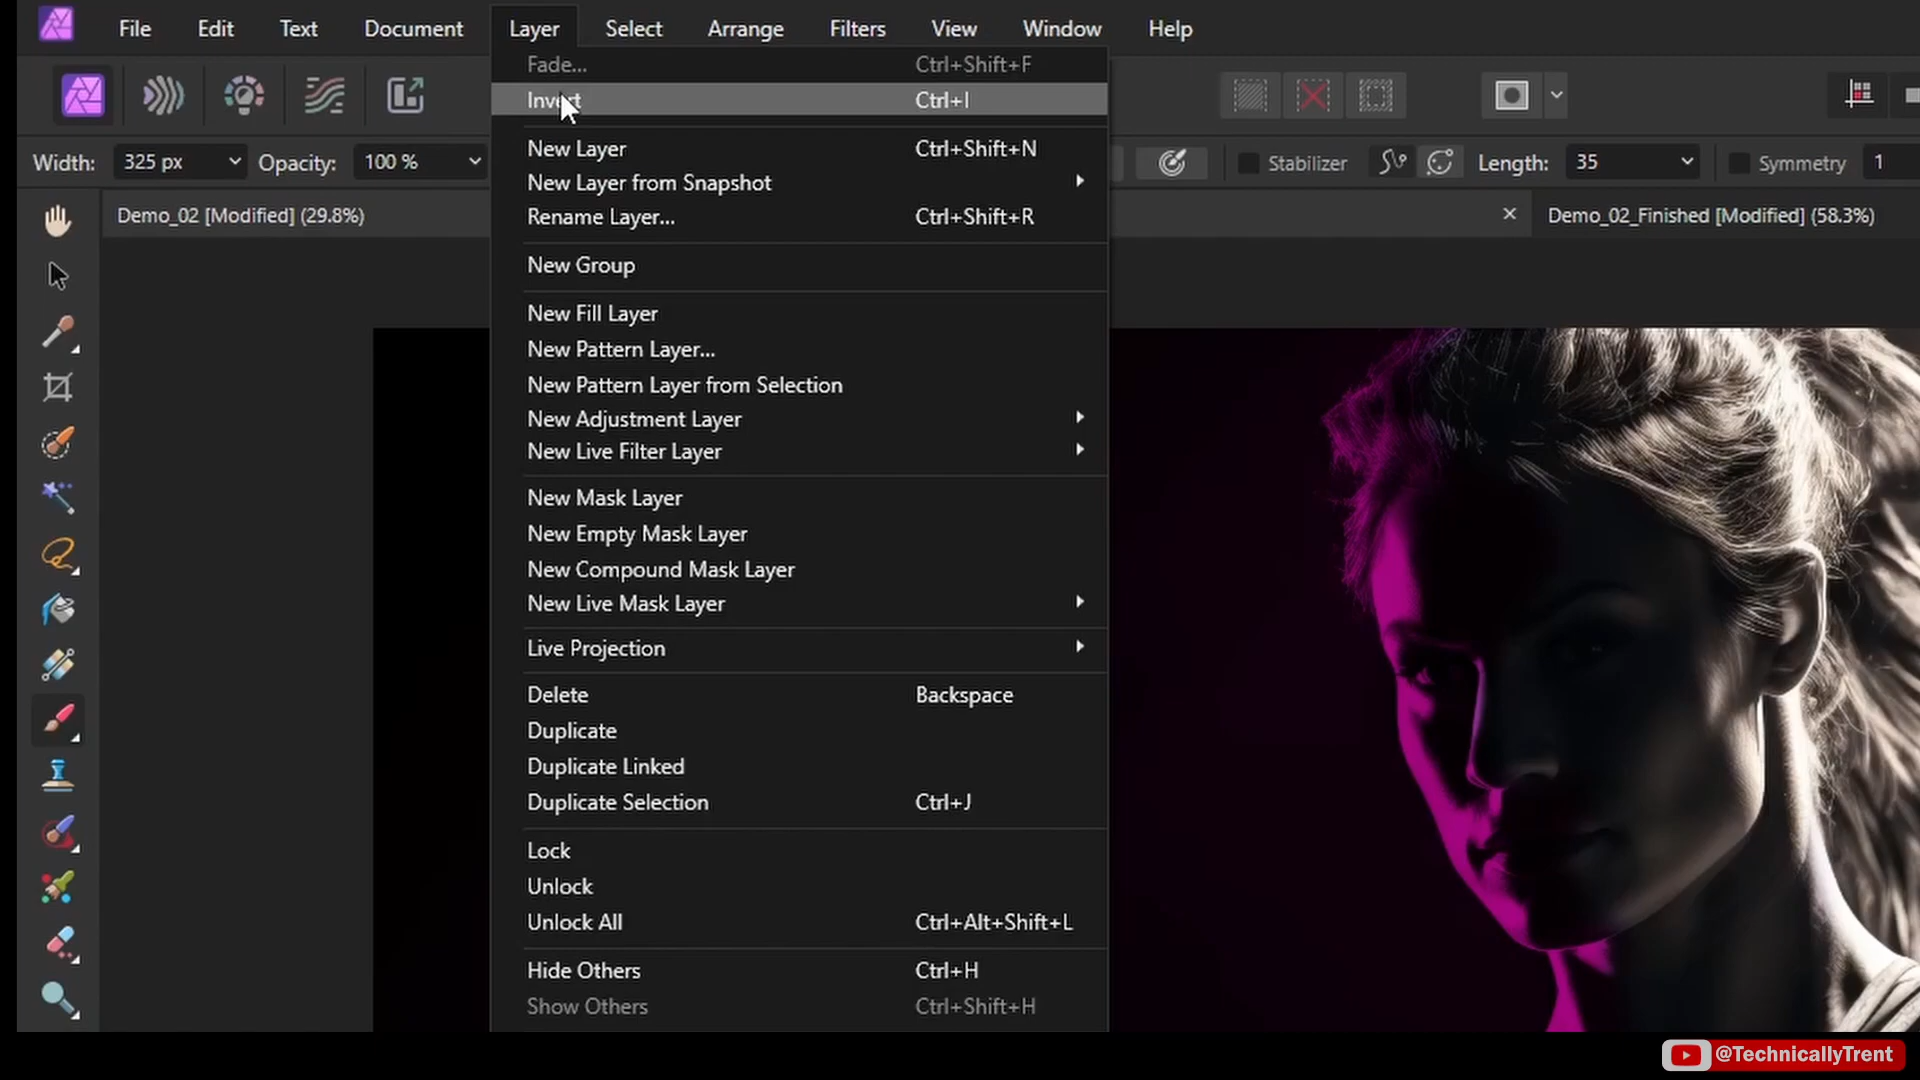 File Edit Text Document Layer Select Arrange Filters View Window Help
Fade... Ctrl+Shift+F
Invert Ctrl+I
Width: 325 px Opacity: 100 % Stabilizer Length: 35 Symmetry 1
New Layer Ctrl+Shift+N
New Layer from Snapshot
Rename Layer... Ctrl+Shift+R
Demo_02 [Modified] (29.8%) Demo_02_Finished [Modified] (58.3%)
New Group
New Fill Layer
New Pattern Layer...
New Pattern Layer from Selection
New Adjustment Layer
New Live Filter Layer
New Mask Layer
New Empty Mask Layer
New Compound Mask Layer
New Live Mask Layer
Live Projection
Delete Backspace
Duplicate
Duplicate Linked
Duplicate Selection Ctrl+J
Lock
Unlock
Unlock All Ctrl+Alt+Shift+L
Hide Others Ctrl+H
Show Others Ctrl+Shift+H
@TechnicallyTrent